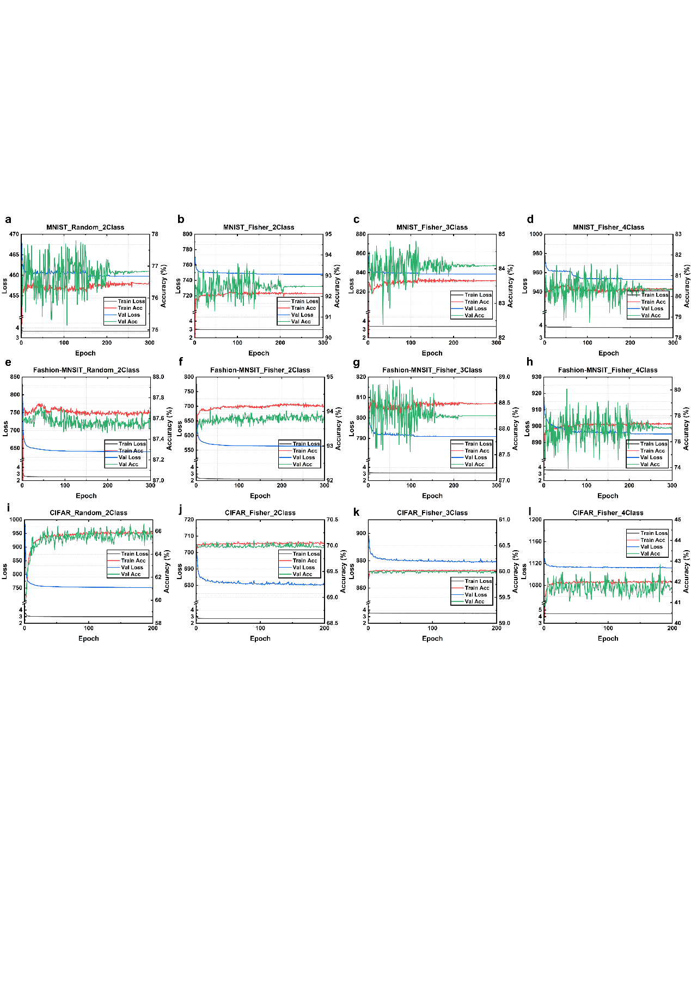 a
MNIST_Random_2Class
470
465
460
455
4
3
78
77
76
75
0
100
200
300
Loss
Accuracy (%)
Epoch
Train Loss
Train Acc
Val Loss
Val Acc
b
MNIST_Fisher_2Class
800
780
760
740
720
4
3
2
95
94
93
92
91
90
0
100
200
300
Loss
Accuracy (%)
Epoch
Train Loss
Train Acc
Val Loss
Val Acc
c
MNIST_Fisher_3Class
880
860
840
820
4
3
2
85
84
83
82
0
100
200
300
Loss
Accuracy (%)
Epoch
Train Loss
Train Acc
Val Loss
Val Acc
d
MNIST_Fisher_4Class
1000
980
960
940
4
3
83
82
81
80
79
78
0
100
200
300
Loss
Accuracy (%)
Epoch
Train Loss
Train Acc
Val Loss
Val Acc
e
Fashion-MNSIT_Random_2Class
850
800
750
700
650
4
3
2
88.0
87.8
87.6
87.4
87.2
87.0
0
100
200
300
Loss
Accuracy (%)
Epoch
Train Loss
Train Acc
Val Loss
Val Acc
f
Fashion-MNSIT_Fisher_2Class
800
750
700
650
600
550
4
3
2
95
94
93
92
0
100
200
300
Loss
Accuracy (%)
Epoch
Train Loss
Train Acc
Val Loss
Val Acc
g
Fashion-MNSIT_Fisher_3Class
820
810
800
790
4
3
2
89.0
88.5
88.0
87.5
87.0
0
100
200
300
Loss
Accuracy (%)
Epoch
Train Loss
Train Acc
Val Loss
Val Acc
h
Fashion-MNSIT_Fisher_4Class
930
920
910
900
890
4
3
2
80
78
76
74
0
100
200
300
Loss
Accuracy (%)
Epoch
Train Loss
Train Acc
Val Loss
Val Acc
i
CIFAR_Random_2Class
1000
950
900
850
800
750
4
3
2
66
64
62
60
58
0
100
200
Loss
Accuracy (%)
Epoch
Train Loss
Train Acc
Val Loss
Val Acc
j
CIFAR_Fisher_2Class
720
710
700
690
680
4
3
2
70.5
70.0
69.5
69.0
68.5
0
100
200
Loss
Accuracy (%)
Epoch
Train Loss
Train Acc
Val Loss
Val Acc
k
CIFAR_Fisher_3Class
900
880
860
4
3
2
61.0
60.5
60.0
59.5
59.0
0
100
200
Loss
Accuracy (%)
Epoch
Train Loss
Train Acc
Val Loss
Val Acc
l
CIFAR_Fisher_4Class
1200
1160
1120
1080
5
4
3
45
44
43
42
41
40
0
100
200
Loss
Accuracy (%)
Epoch
Train Loss
Train Acc
Val Loss
Val Acc